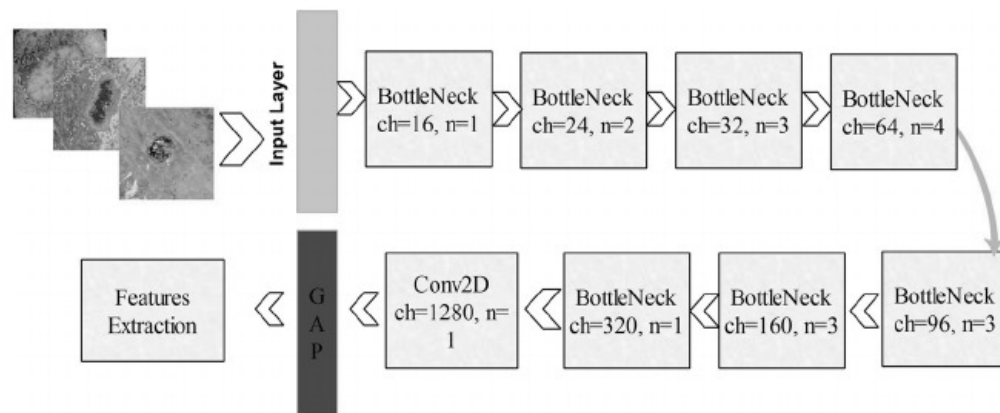 Input Layer
BottleNeck
ch=16, n=1
BottleNeck
ch=24, n=2
BottleNeck
ch=32, n=3
BottleNeck
ch=64, n=4
BottleNeck
ch=96, n=3
BottleNeck
ch=160, n=3
BottleNeck
ch=320, n=1
Conv2D
ch=1280, n=
1
G
A
P
Features
Extraction